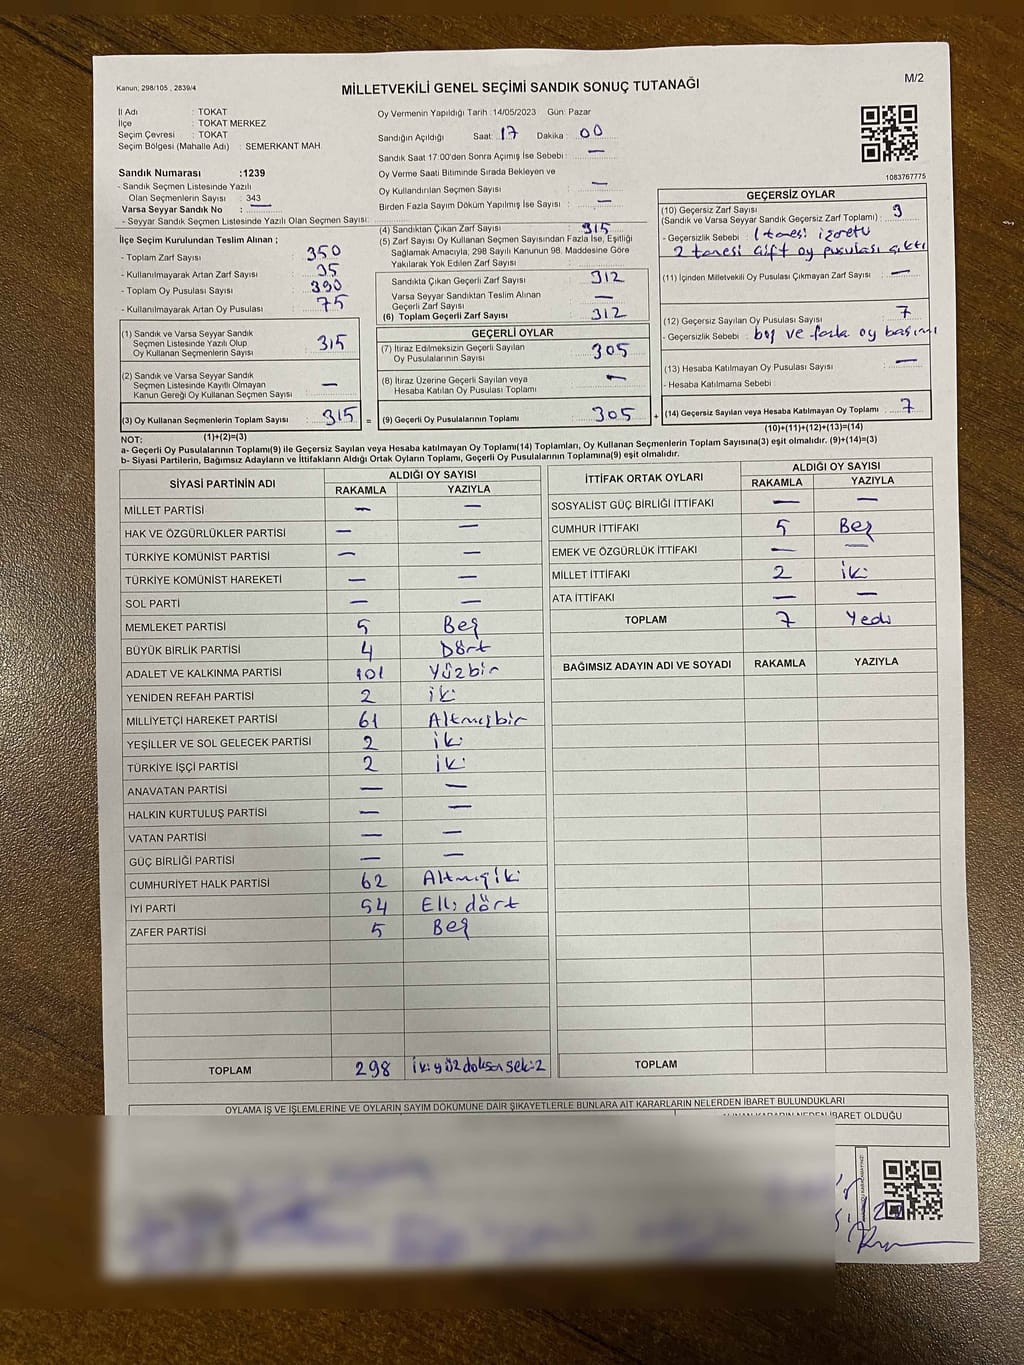 Kanun; 298/105 , 2839/4
MİLLETVEKİLİ GENEL SEÇİMİ SANDIK SONUÇ TUTANAĞI
M/2
İl Adı : TOKAT
İlçe : TOKAT MERKEZ
Seçim Çevresi : TOKAT
Seçim Bölgesi (Mahalle Adı) : SEMERKANT MAH.
Oy Vermenin Yapıldığı Tarih : 14/05/2023 Gün: Pazar
Sandığın Açıldığı Saat: 17 Dakika : 00
Sandık Saat 17:00'den Sonra Açımış İse Sebebi : —
Oy Verme Saati Bitiminde Sırada Bekleyen ve
Oy Kullandırılan Seçmen Sayısı : —
Birden Fazla Sayım Döküm Yapılmış İse Sayısı : —
1083767775
Sandık Numarası :1239
- Sandık Seçmen Listesinde Yazılı
Olan Seçmenlerin Sayısı : 343
Varsa Seyyar Sandık No : —
- Seyyar Sandık Seçmen Listesinde Yazılı Olan Seçmen Sayısı:
İlçe Seçim Kurulundan Teslim Alınan ;
- Toplam Zarf Sayısı : 350
- Kullanılmayarak Artan Zarf Sayısı : 35
- Toplam Oy Pusulası Sayısı : 390
- Kullanılmayarak Artan Oy Pusulası : 75
(1) Sandık ve Varsa Seyyar Sandık
Seçmen Listesinde Yazılı Olup
Oy Kullanan Seçmenlerin Sayısı : 315
(2) Sandık ve Varsa Seyyar Sandık
Seçmen Listesinde Kayıtlı Olmayan
Kanun Gereği Oy Kullanan Seçmen Sayısı : —
(3) Oy Kullanan Seçmenlerin Toplam Sayısı : 315 =
(1)+(2)=(3)
(4) Sandıktan Çıkan Zarf Sayısı : 315
(5) Zarf Sayısı Oy Kullanan Seçmen Sayısından Fazla İse, Eşitliği
Sağlamak Amacıyla, 298 Sayılı Kanunun 98. Maddesine Göre
Yakılarak Yok Edilen Zarf Sayısı :
Sandıkta Çıkan Geçerli Zarf Sayısı : 312
Varsa Seyyar Sandıktan Teslim Alınan
Geçerli Zarf Sayısı : —
(6) Toplam Geçerli Zarf Sayısı : 312
GEÇERLİ OYLAR
(7) İtiraz Edilmeksizin Geçerli Sayılan
Oy Pusulalarının Sayısı : 305
(8) İtiraz Üzerine Geçerli Sayılan veya
Hesaba Katılan Oy Pusulası Toplamı : —
(9) Geçerli Oy Pusulalarının Toplamı : 305 +
GEÇERSİZ OYLAR
(10) Geçersiz Zarf Sayısı
(Sandık ve Varsa Seyyar Sandık Geçersiz Zarf Toplamı) : 3
- Geçersizlik Sebebi : 1 tanesi işaretli
2 tanesi çift oy pusulası çıktı
(11) İçinden Milletvekili Oy Pusulası Çıkmayan Zarf Sayısı : —
(12) Geçersiz Sayılan Oy Pusulası Sayısı : 7
- Geçersizlik Sebebi : boş ve fazla oy basımı
(13) Hesaba Katılmayan Oy Pusulası Sayısı : —
- Hesaba Katılmama Sebebi :
(14) Geçersiz Sayılan veya Hesaba Katılmayan Oy Toplamı : 7
(10)+(11)+(12)+(13)=(14)
NOT:
a- Geçerli Oy Pusulalarının Toplamı(9) ile Geçersiz Sayılan veya Hesaba katılmayan Oy Toplamı(14) Toplamları, Oy Kullanan Seçmenlerin Toplam Sayısına(3) eşit olmalıdır. (9)+(14)=(3)
b- Siyasi Partilerin, Bağımsız Adayların ve İttifakların Aldığı Ortak Oyların Toplamı, Geçerli Oy Pusulalarının Toplamına(9) eşit olmalıdır.
SİYASİ PARTİNİN ADI ALDIĞI OY SAYISI
RAKAMLA YAZIYLA
MİLLET PARTİSİ — —
HAK VE ÖZGÜRLÜKLER PARTİSİ — —
TÜRKİYE KOMÜNİST PARTİSİ — —
TÜRKİYE KOMÜNİST HAREKETİ — —
SOL PARTİ — —
MEMLEKET PARTİSİ 5 Beş
BÜYÜK BİRLİK PARTİSİ 4 Dört
ADALET VE KALKINMA PARTİSİ 101 Yüzbir
YENİDEN REFAH PARTİSİ 2 iki
MİLLİYETÇİ HAREKET PARTİSİ 61 Altmışbir
YEŞİLLER VE SOL GELECEK PARTİSİ 2 iki
TÜRKİYE İŞÇİ PARTİSİ 2 iki
ANAVATAN PARTİSİ — —
HALKIN KURTULUŞ PARTİSİ — —
VATAN PARTİSİ — —
GÜÇ BİRLİĞİ PARTİSİ — —
CUMHURİYET HALK PARTİSİ 62 Altmışiki
İYİ PARTİ 54 Elli dört
ZAFER PARTİSİ 5 Beş
TOPLAM 298 ikiyüzdoksansekiz
İTTİFAK ORTAK OYLARI ALDIĞI OY SAYISI
RAKAMLA YAZIYLA
SOSYALİST GÜÇ BİRLİĞİ İTTİFAKI — —
CUMHUR İTTİFAKI 5 Beş
EMEK VE ÖZGÜRLÜK İTTİFAKI — —
MİLLET İTTİFAKI 2 iki
ATA İTTİFAKI — —
TOPLAM 7 Yedi
BAĞIMSIZ ADAYIN ADI VE SOYADI RAKAMLA YAZIYLA
TOPLAM
OYLAMA İŞ VE İŞLEMLERİNE VE OYLARIN SAYIM DÖKÜMÜNE DAİR ŞİKAYETLERLE BUNLARA AİT KARARLARIN NELERDEN İBARET BULUNDUKLARI
ALINAN KARARIN NEDEN İBARET OLDUĞU